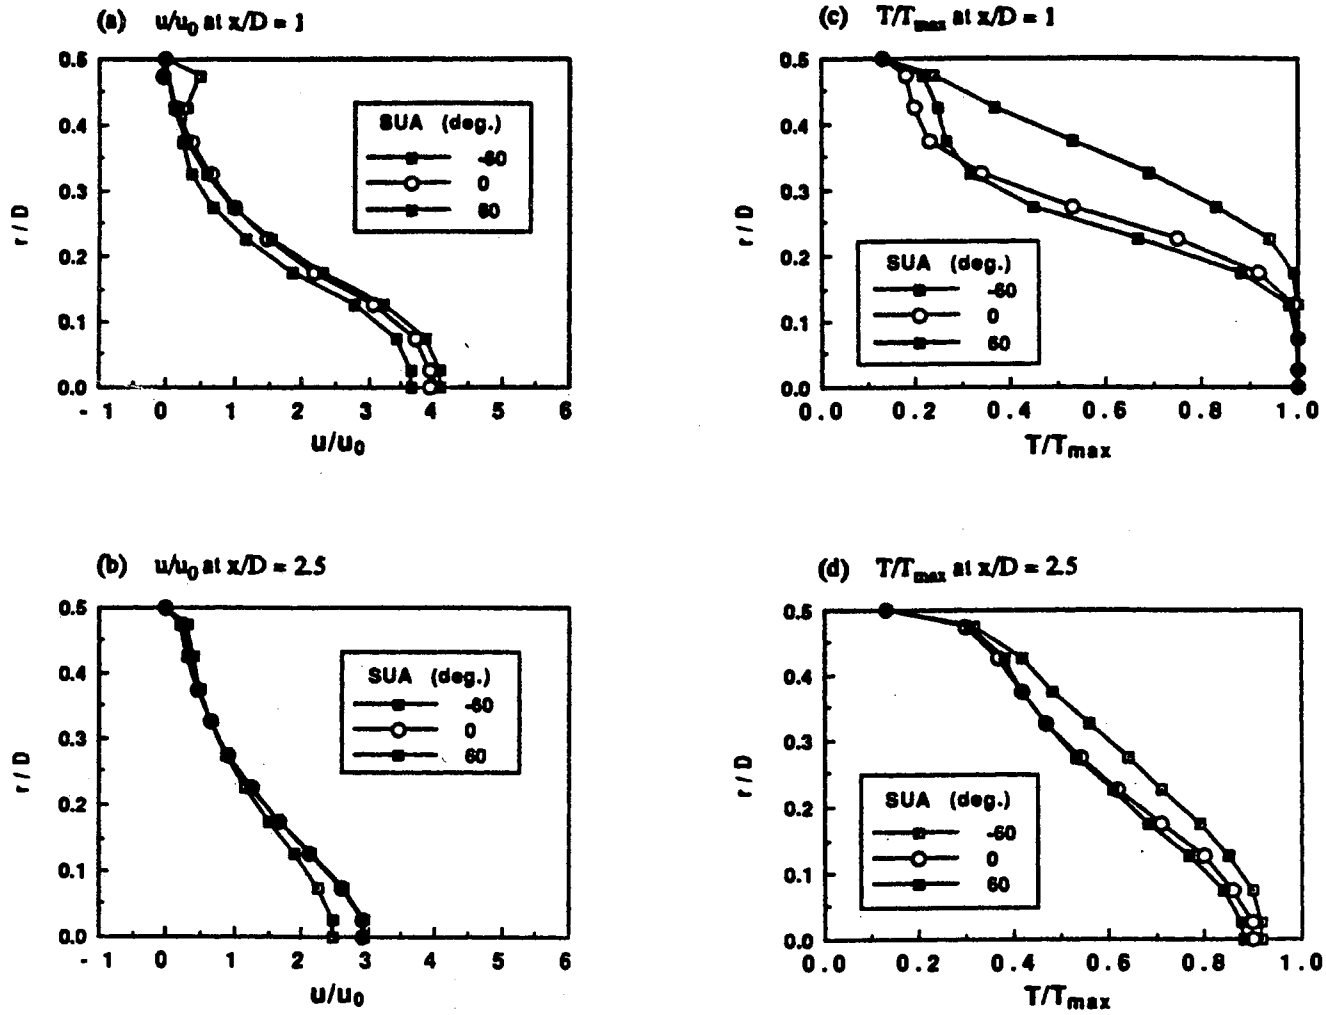 (a) u/u0 at x/D = 1
0.5
0.4
0.3
0.2
0.1
0.0
r / D
SUA (deg.)
-60
0
60
- 1 0 1 2 3 4 5 6
u/u0
(c) T/Tmax at x/D = 1
0.5
0.4
0.3
0.2
0.1
0.0
r / D
SUA (deg.)
-60
0
60
0.0 0.2 0.4 0.6 0.8 1.0
T/Tmax
(b) u/u0 at x/D = 2.5
0.5
0.4
0.3
0.2
0.1
0.0
r / D
SUA (deg.)
-60
0
60
- 1 0 1 2 3 4 5 6
u/u0
(d) T/Tmax at x/D = 2.5
0.5
0.4
0.3
0.2
0.1
0.0
r / D
SUA (deg.)
-60
0
60
0.0 0.2 0.4 0.6 0.8 1.0
T/Tmax